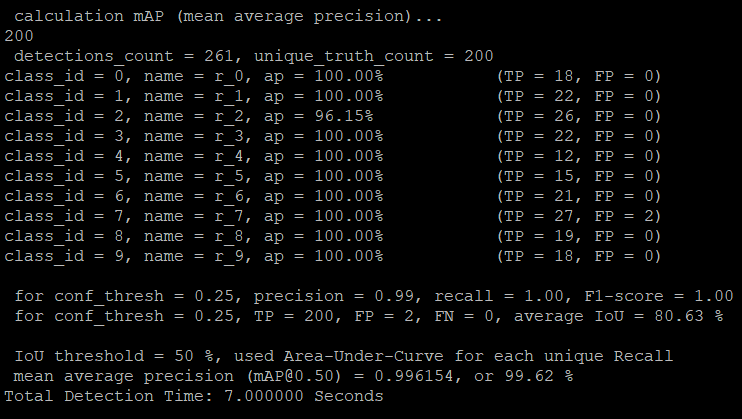 calculation mAP (mean average precision)...
200
detections_count = 261, unique_truth_count = 200
class_id = 0, name = r_0, ap = 100.00% (TP = 18, FP = 0)
class_id = 1, name = r_1, ap = 100.00% (TP = 22, FP = 0)
class_id = 2, name = r_2, ap = 96.15% (TP = 26, FP = 0)
class_id = 3, name = r_3, ap = 100.00% (TP = 22, FP = 0)
class_id = 4, name = r_4, ap = 100.00% (TP = 12, FP = 0)
class_id = 5, name = r_5, ap = 100.00% (TP = 15, FP = 0)
class_id = 6, name = r_6, ap = 100.00% (TP = 21, FP = 0)
class_id = 7, name = r_7, ap = 100.00% (TP = 27, FP = 2)
class_id = 8, name = r_8, ap = 100.00% (TP = 19, FP = 0)
class_id = 9, name = r_9, ap = 100.00% (TP = 18, FP = 0)
for conf_thresh = 0.25, precision = 0.99, recall = 1.00, F1-score = 1.00
for conf_thresh = 0.25, TP = 200, FP = 2, FN = 0, average IoU = 80.63 %
IoU threshold = 50 %, used Area-Under-Curve for each unique Recall
mean average precision (mAP@0.50) = 0.996154, or 99.62 %
Total Detection Time: 7.000000 Seconds